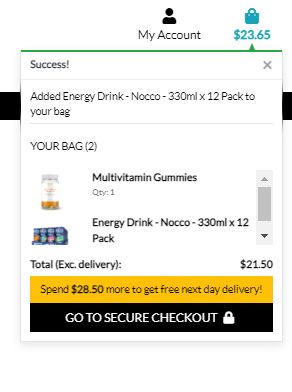 My Account
$23.65
Success!
×
Added Energy Drink - Nocco - 330ml x 12 Pack to
your bag
YOUR BAG (2)
Multivitamin Gummies
Qty: 1
Energy Drink - Nocco - 330ml x 12
Pack
Total (Exc. delivery): $21.50
Spend $28.50 more to get free next day delivery!
GO TO SECURE CHECKOUT